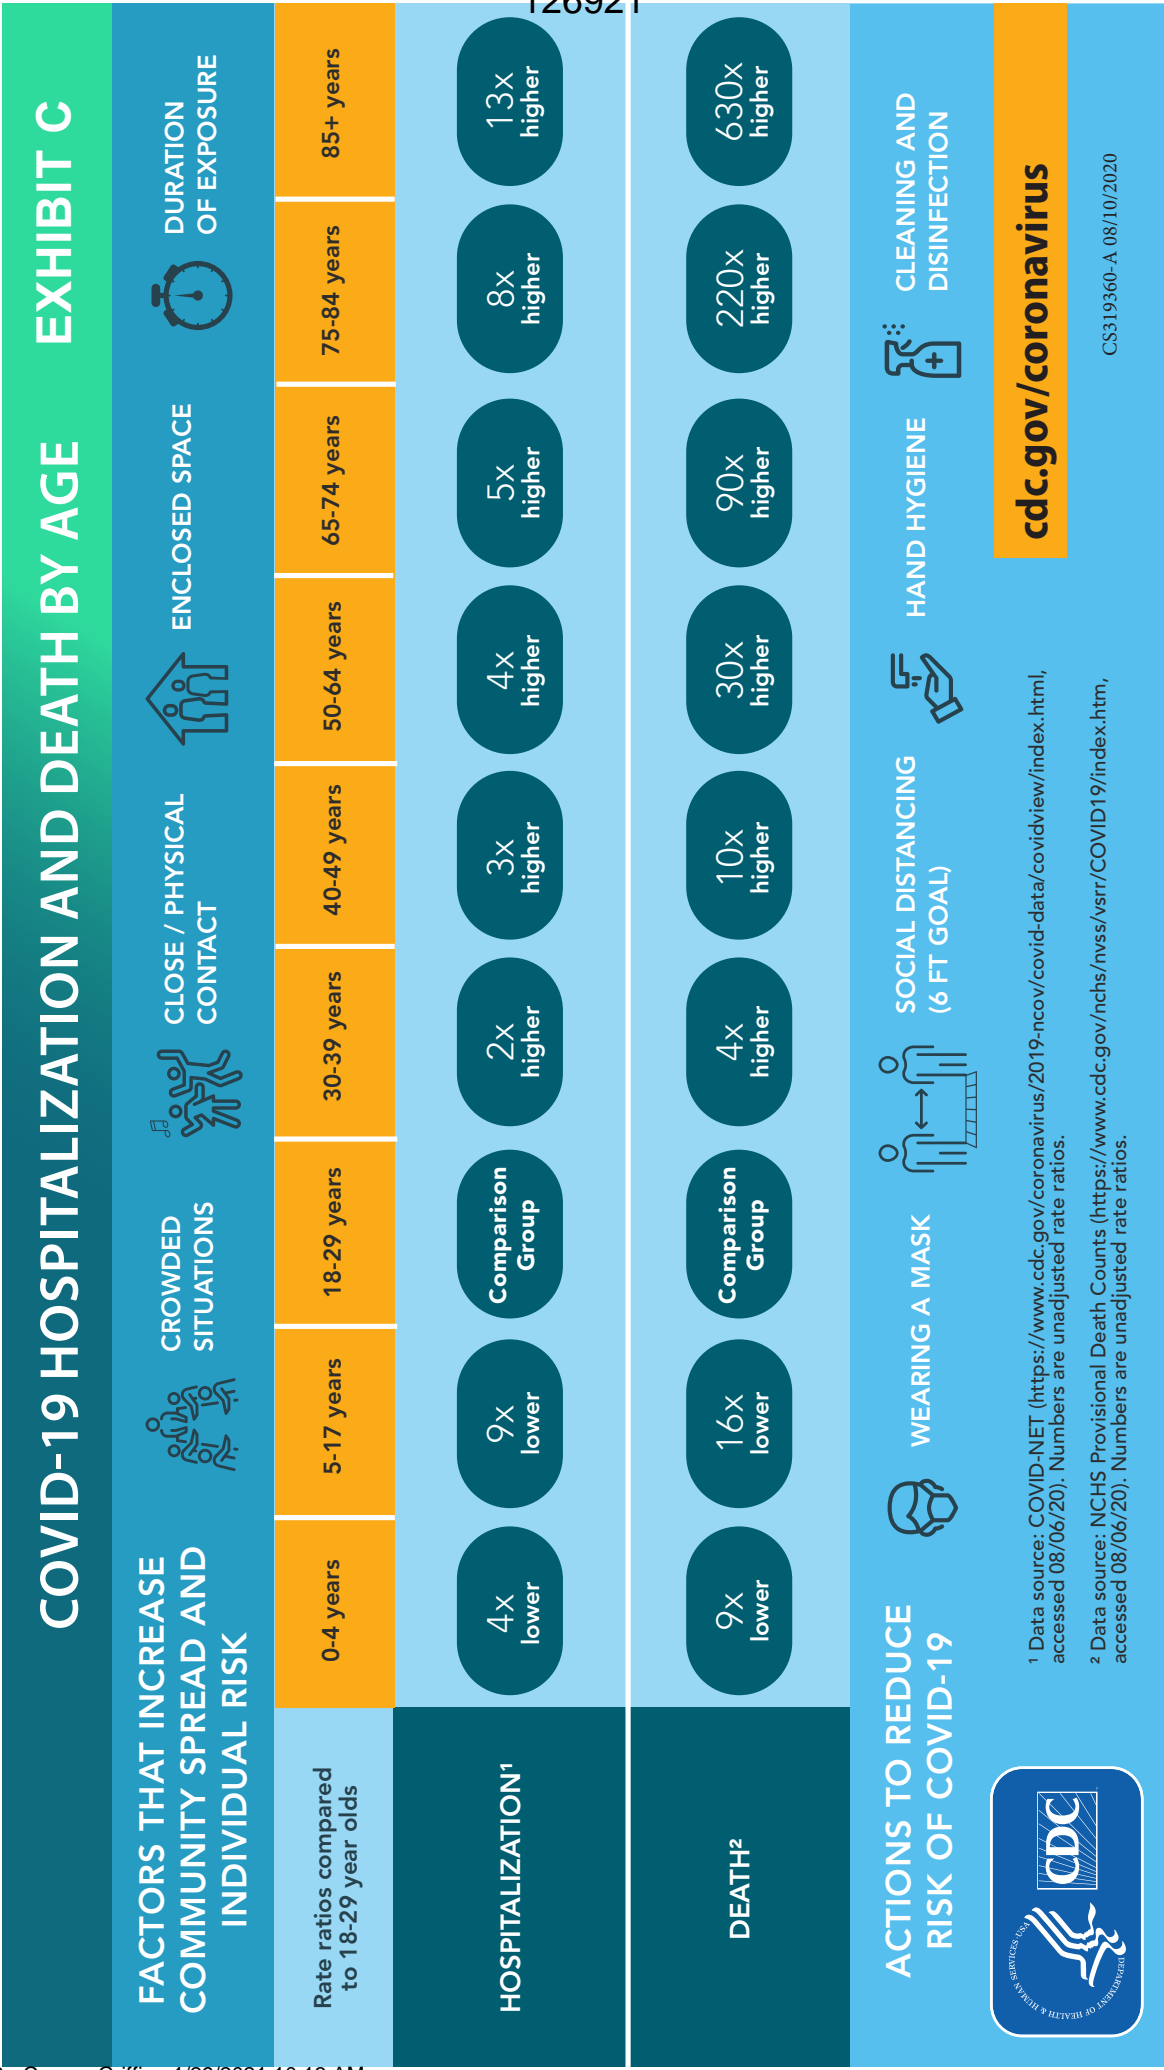 126921
COVID-19 HOSPITALIZATION AND DEATH BY AGE EXHIBIT C
FACTORS THAT INCREASE
COMMUNITY SPREAD AND
INDIVIDUAL RISK
CROWDED
SITUATIONS
CLOSE / PHYSICAL
CONTACT
ENCLOSED SPACE
DURATION
OF EXPOSURE
Rate ratios compared
to 18-29 year olds
0-4 years
5-17 years
18-29 years
30-39 years
40-49 years
50-64 years
65-74 years
75-84 years
85+ years
HOSPITALIZATION¹
4x
lower
9x
lower
Comparison
Group
2x
higher
3x
higher
4x
higher
5x
higher
8x
higher
13x
higher
DEATH²
9x
lower
16x
lower
Comparison
Group
4x
higher
10x
higher
30x
higher
90x
higher
220x
higher
630x
higher
ACTIONS TO REDUCE
RISK OF COVID-19
WEARING A MASK
SOCIAL DISTANCING
(6 FT GOAL)
HAND HYGIENE
CLEANING AND
DISINFECTION
DEPARTMENT OF HEALTH & HUMAN SERVICES·USA
CDC
¹ Data source: COVID-NET (https://www.cdc.gov/coronavirus/2019-ncov/covid-data/covidview/index.html,
accessed 08/06/20). Numbers are unadjusted rate ratios.
² Data source: NCHS Provisional Death Counts (https://www.cdc.gov/nchs/nvss/vsrr/COVID19/index.htm,
accessed 08/06/20). Numbers are unadjusted rate ratios.
cdc.gov/coronavirus
CS319360-A 08/10/2020